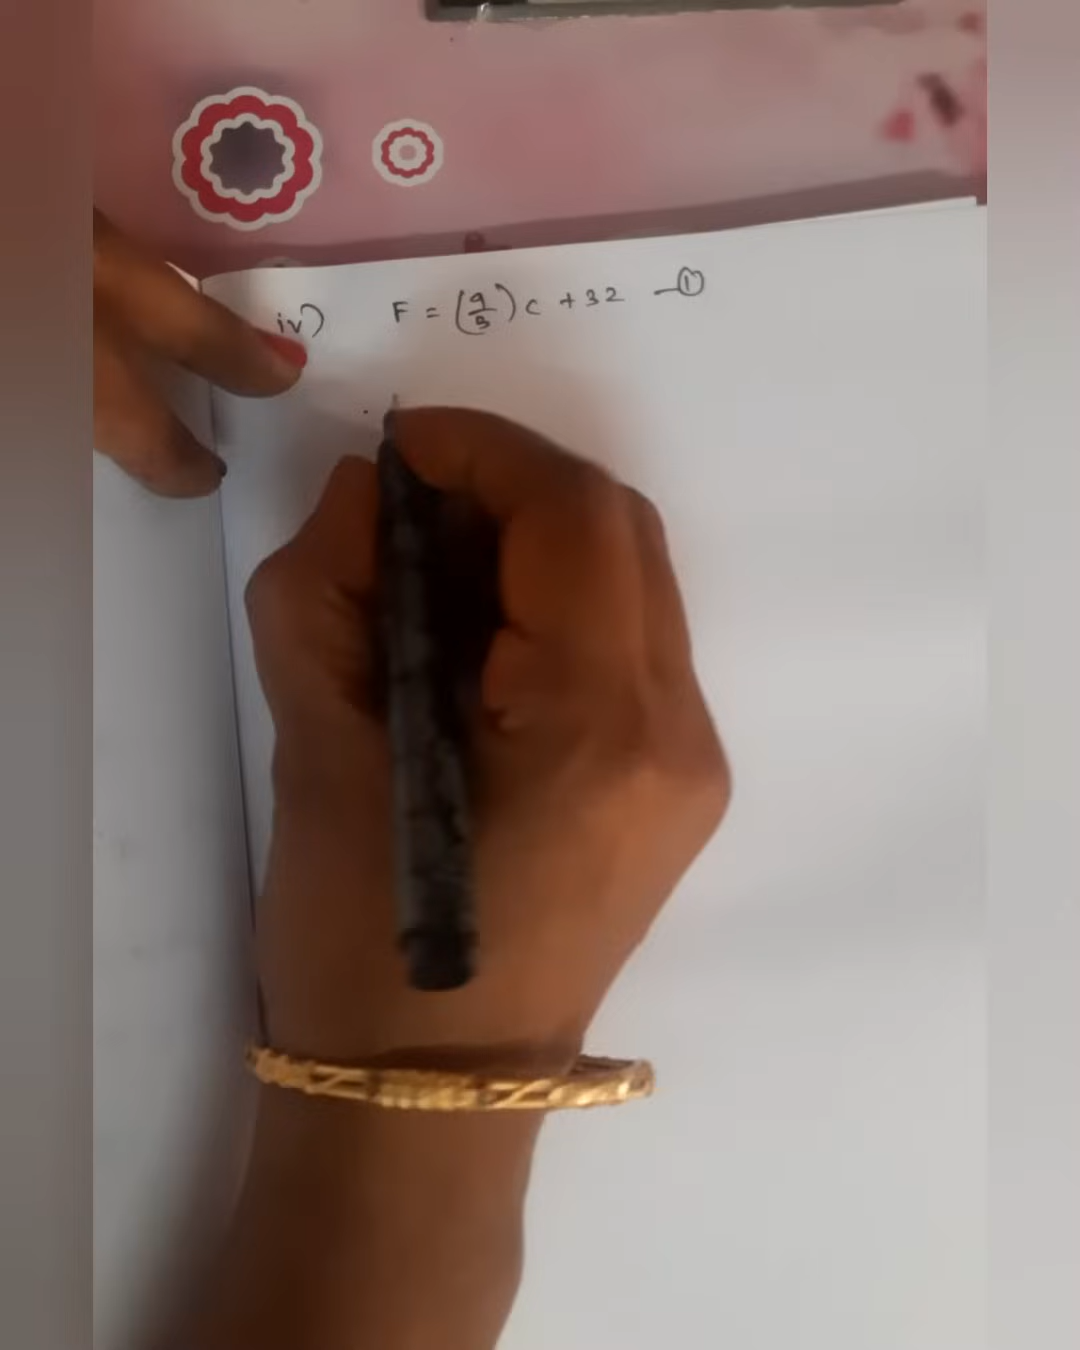 iv) F = (9/5) C + 32 —①